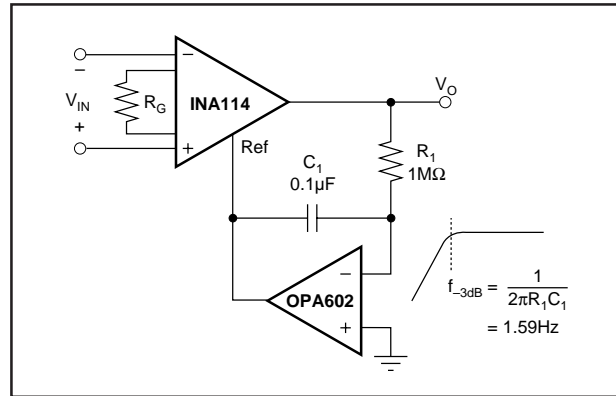 −
V_IN
+
R_G
−
INA114
+
Ref
V_O
C_1
0.1µF
R_1
1MΩ
−
OPA602
+
f_−3dB = 1 / 2πR_1C_1
= 1.59Hz